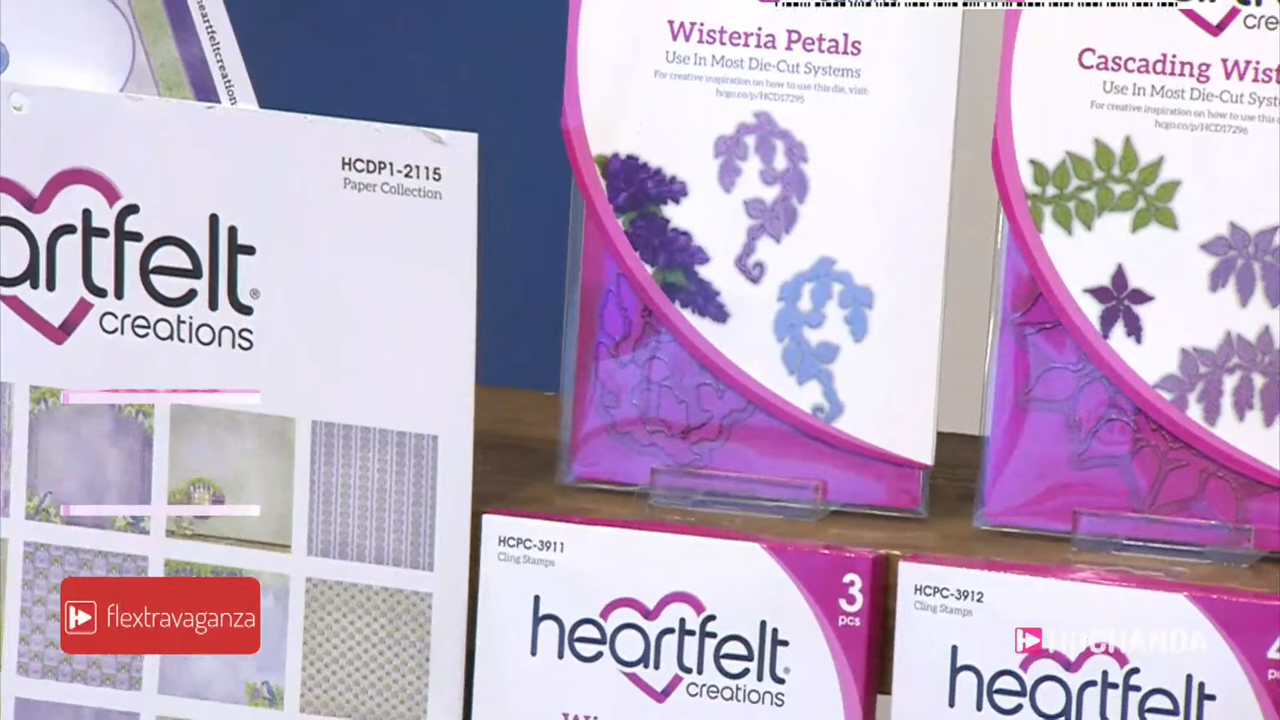 heartfeltcreation
HCDP1-2115
Paper Collection
artfelt®
creations
Wisteria Petals
Use In Most Die-Cut Systems
For creative inspiration on how to use this die, visit:
hcgo.co/p/HCD17295
crea
Cascading Wist
Use In Most Die-Cut Syst
For creative inspiration on how to use this d
hcgo.co/p/HCD17296
HCPC-3911
Cling Stamps
3
pcs
heartfelt®
creations
HCPC-3912
Cling Stamps
heartfelt
flextravaganza
HOCHANDA